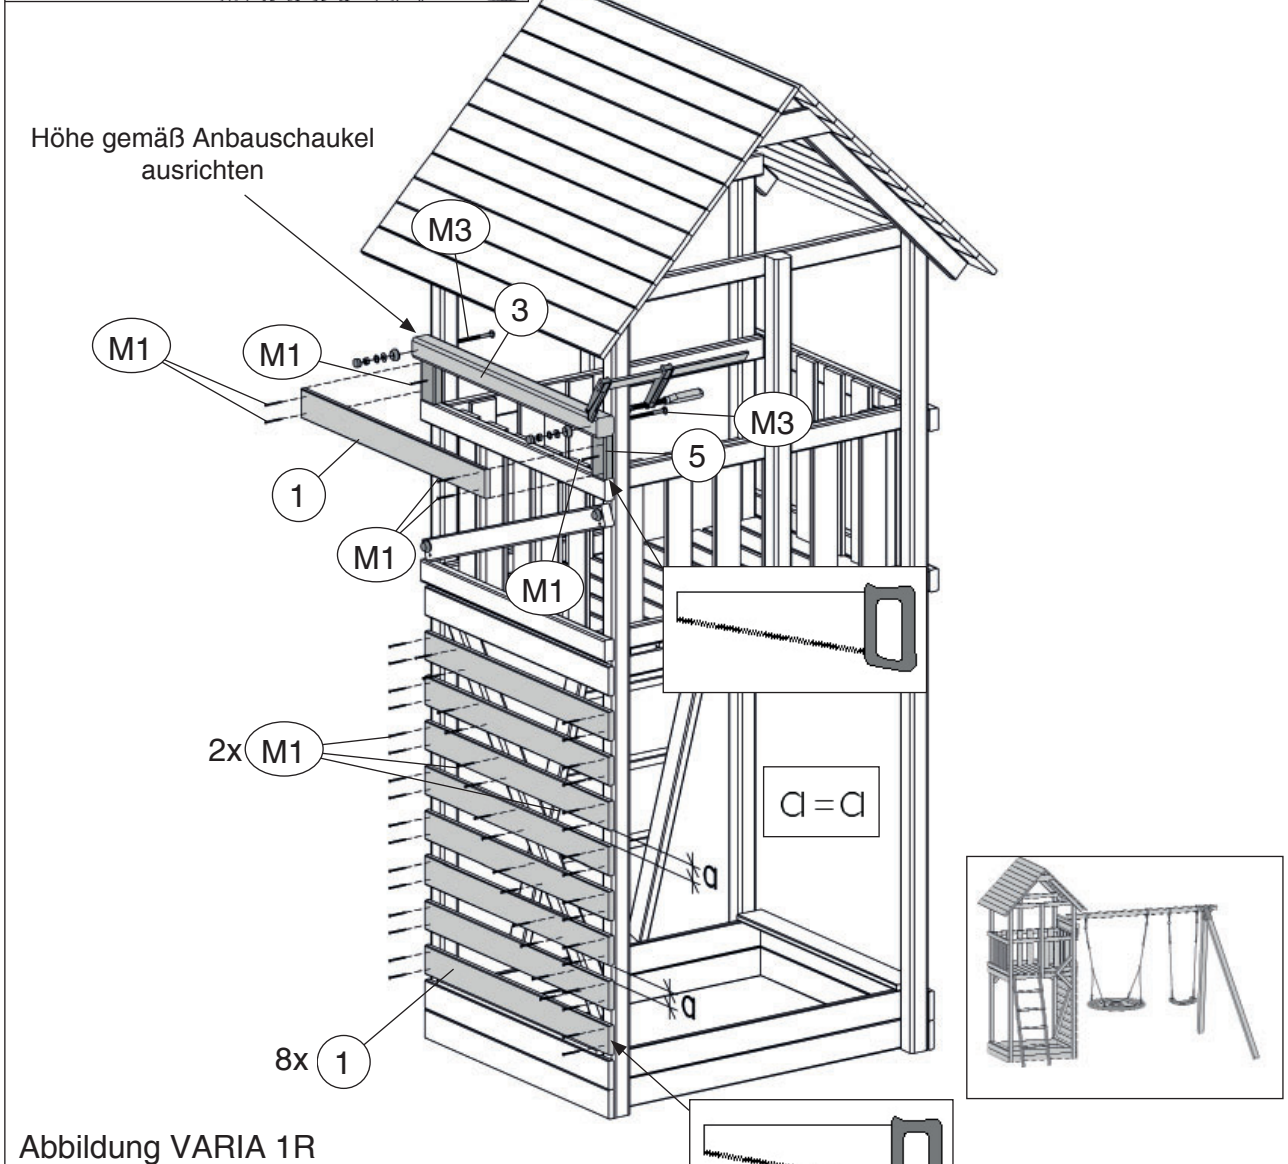 Höhe gemäß Anbauschaukel
ausrichten
M3
3
M1
M1
M3
5
1
M1
M1
2x M1
a=a
a
a
8x 1
Abbildung VARIA 1R